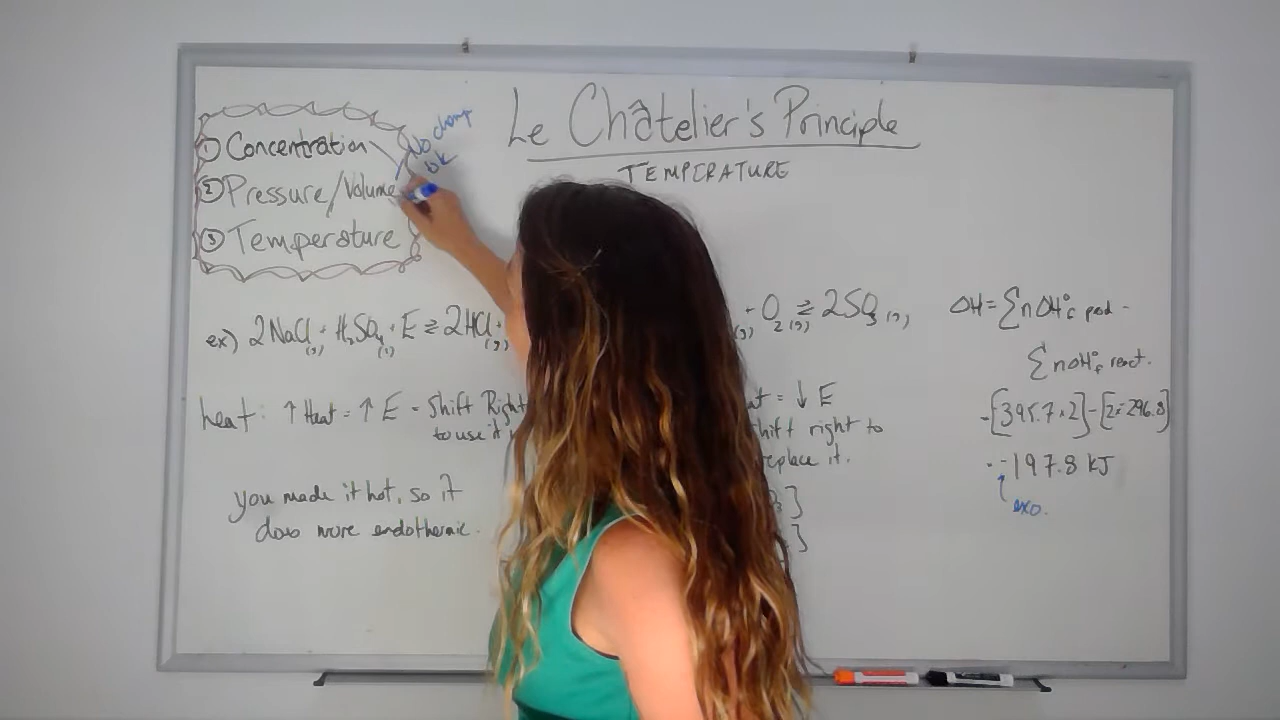 Le Châtelier's Principle
TEMPERATURE
① Concentration
② Pressure/Volume
③ Temperature
No change
ex) 2NaCl(s) + H₂SO₄(l) + E ⇄ 2HCl(g) +
(g) + O₂(g) ⇄ 2SO₃(g)
heat: ↑ Heat = ↑ E = Shift Right
to use it
you made it hot, so it
does more endothermic.
= ↓ E
shift right to
replace it.
ΔH = ΣnΔH°f prod -
ΣnΔH°f react.
-[395.7×2]-[2×-296.8]
= -197.8 kJ
exo.